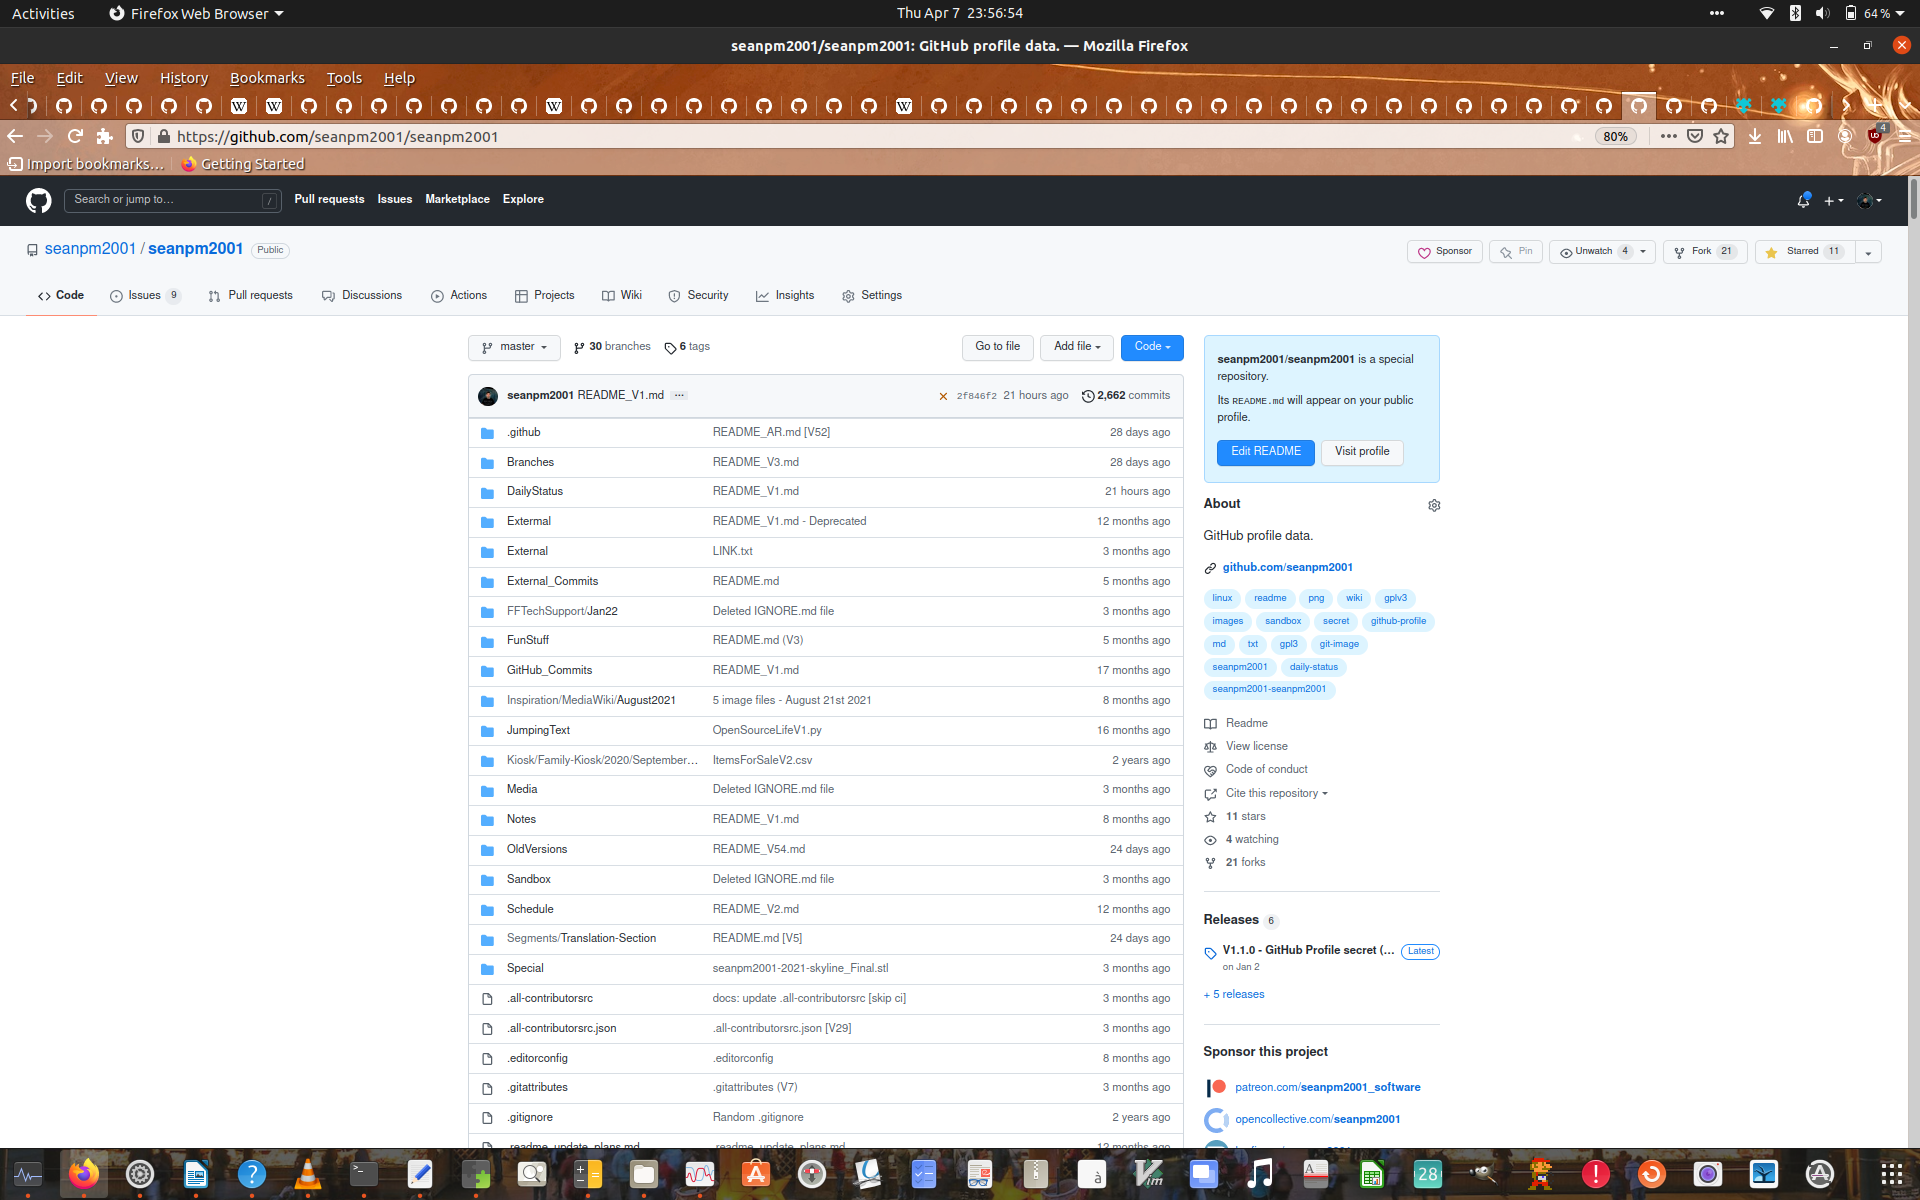 Activities Firefox Web Browser Thu Apr 7 23:56:54 64 %
seanpm2001/seanpm2001: GitHub profile data. — Mozilla Firefox
File Edit View History Bookmarks Tools Help
https://github.com/seanpm2001/seanpm2001 80% 4
Import bookmarks... Getting Started
Search or jump to... / Pull requests Issues Marketplace Explore
seanpm2001 / seanpm2001 Public Sponsor Pin Unwatch 4 Fork 21 Starred 11
Code Issues 9 Pull requests Discussions Actions Projects Wiki Security Insights Settings
master 30 branches 6 tags Go to file Add file Code
seanpm2001 README_V1.md ... 2f846f2 21 hours ago 2,662 commits
.github README_AR.md [V52] 28 days ago
Branches README_V3.md 28 days ago
DailyStatus README_V1.md 21 hours ago
Extermal README_V1.md - Deprecated 12 months ago
External LINK.txt 3 months ago
External_Commits README.md 5 months ago
FFTechSupport/Jan22 Deleted IGNORE.md file 3 months ago
FunStuff README.md (V3) 5 months ago
GitHub_Commits README_V1.md 17 months ago
Inspiration/MediaWiki/August2021 5 image files - August 21st 2021 8 months ago
JumpingText OpenSourceLifeV1.py 16 months ago
Kiosk/Family-Kiosk/2020/September... ItemsForSaleV2.csv 2 years ago
Media Deleted IGNORE.md file 3 months ago
Notes README_V1.md 8 months ago
OldVersions README_V54.md 24 days ago
Sandbox Deleted IGNORE.md file 3 months ago
Schedule README_V2.md 12 months ago
Segments/Translation-Section README.md [V5] 24 days ago
Special seanpm2001-2021-skyline_Final.stl 3 months ago
.all-contributorsrc docs: update .all-contributorsrc [skip ci] 3 months ago
.all-contributorsrc.json .all-contributorsrc.json [V29] 3 months ago
.editorconfig .editorconfig 8 months ago
.gitattributes .gitattributes (V7) 3 months ago
.gitignore Random .gitignore 2 years ago
.readme_update_plans.md .readme_update_plans.md 12 months ago
seanpm2001/seanpm2001 is a special
repository.
Its README.md will appear on your public
profile.
Edit README Visit profile
About
GitHub profile data.
github.com/seanpm2001
linux readme png wiki gplv3
images sandbox secret github-profile
md txt gpl3 git-image
seanpm2001 daily-status
seanpm2001-seanpm2001
Readme
View license
Code of conduct
Cite this repository
11 stars
4 watching
21 forks
Releases 6
V1.1.0 - GitHub Profile secret (... Latest
on Jan 2
+ 5 releases
Sponsor this project
patreon.com/seanpm2001_software
opencollective.com/seanpm2001
28